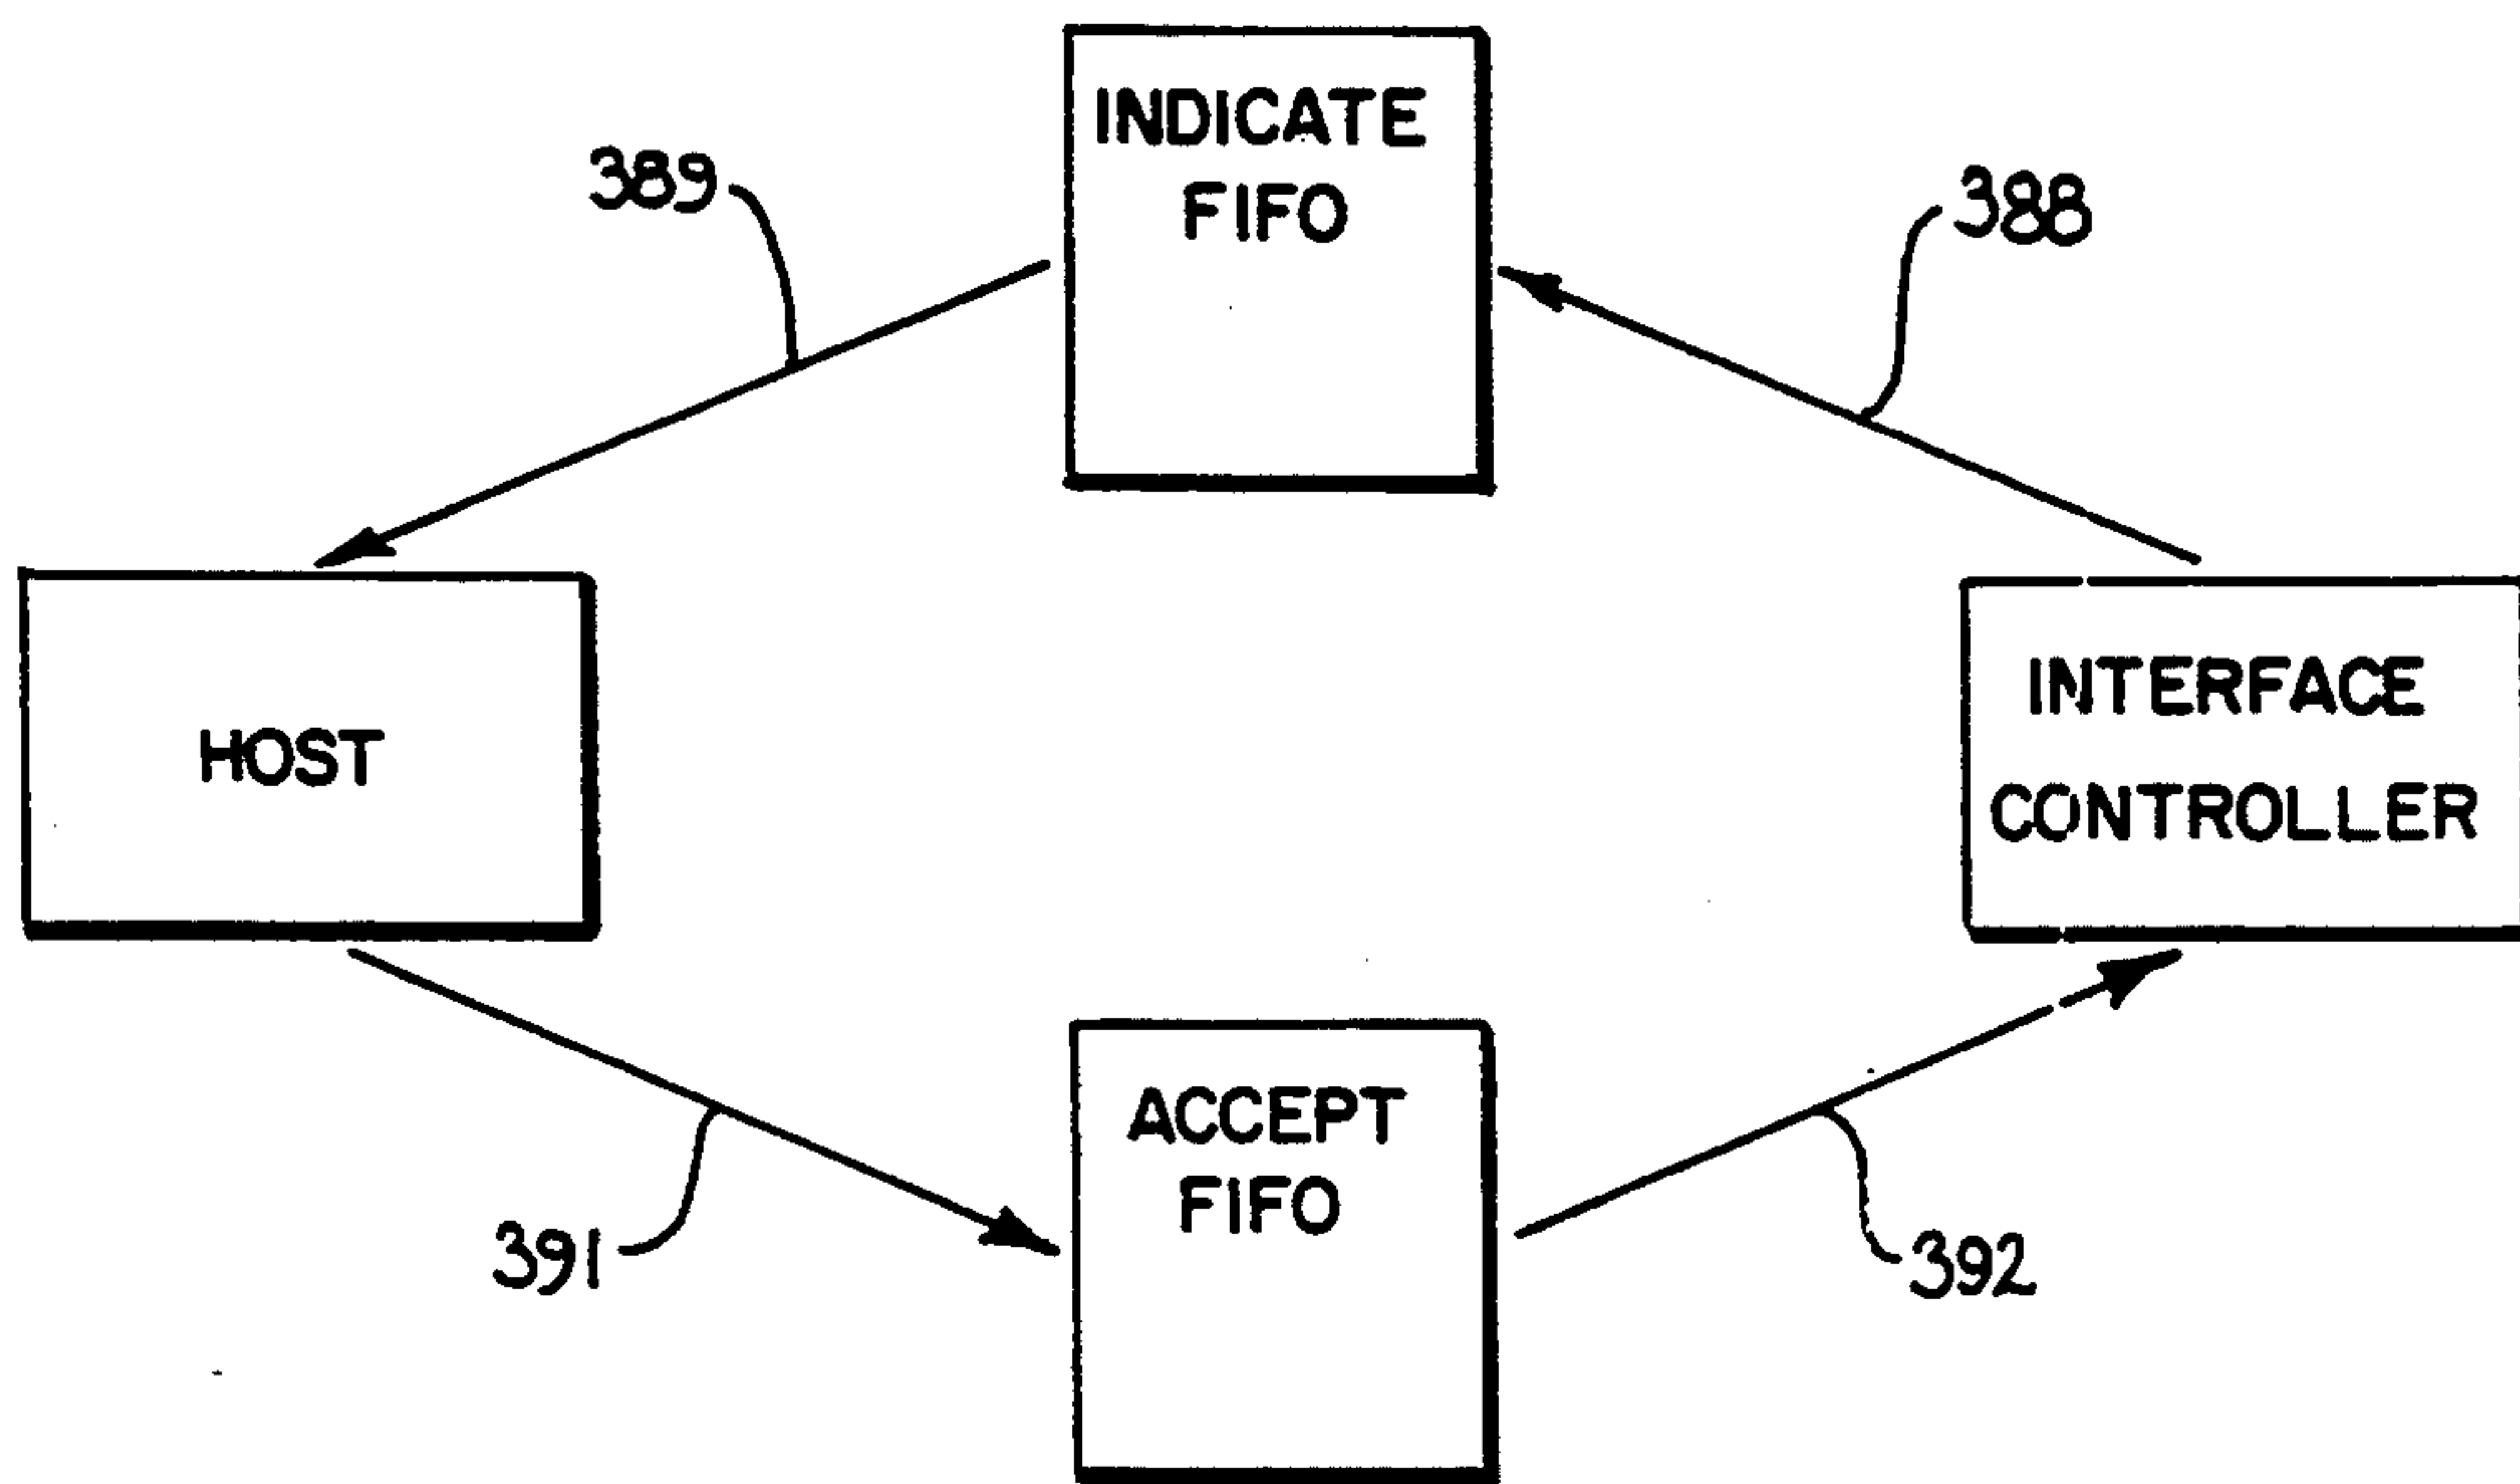 INDICATE
FIFO
389
388
HOST
INTERFACE
CONTROLLER
ACCEPT
FIFO
391
392